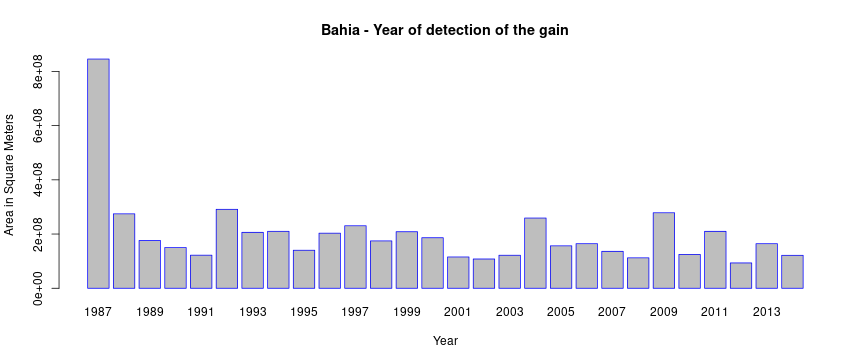 Bahia - Year of detection of the gain
Area in Square Meters
8e+08
6e+08
4e+08
2e+08
0e+00
1987 1989 1991 1993 1995 1997 1999 2001 2003 2005 2007 2009 2011 2013
Year